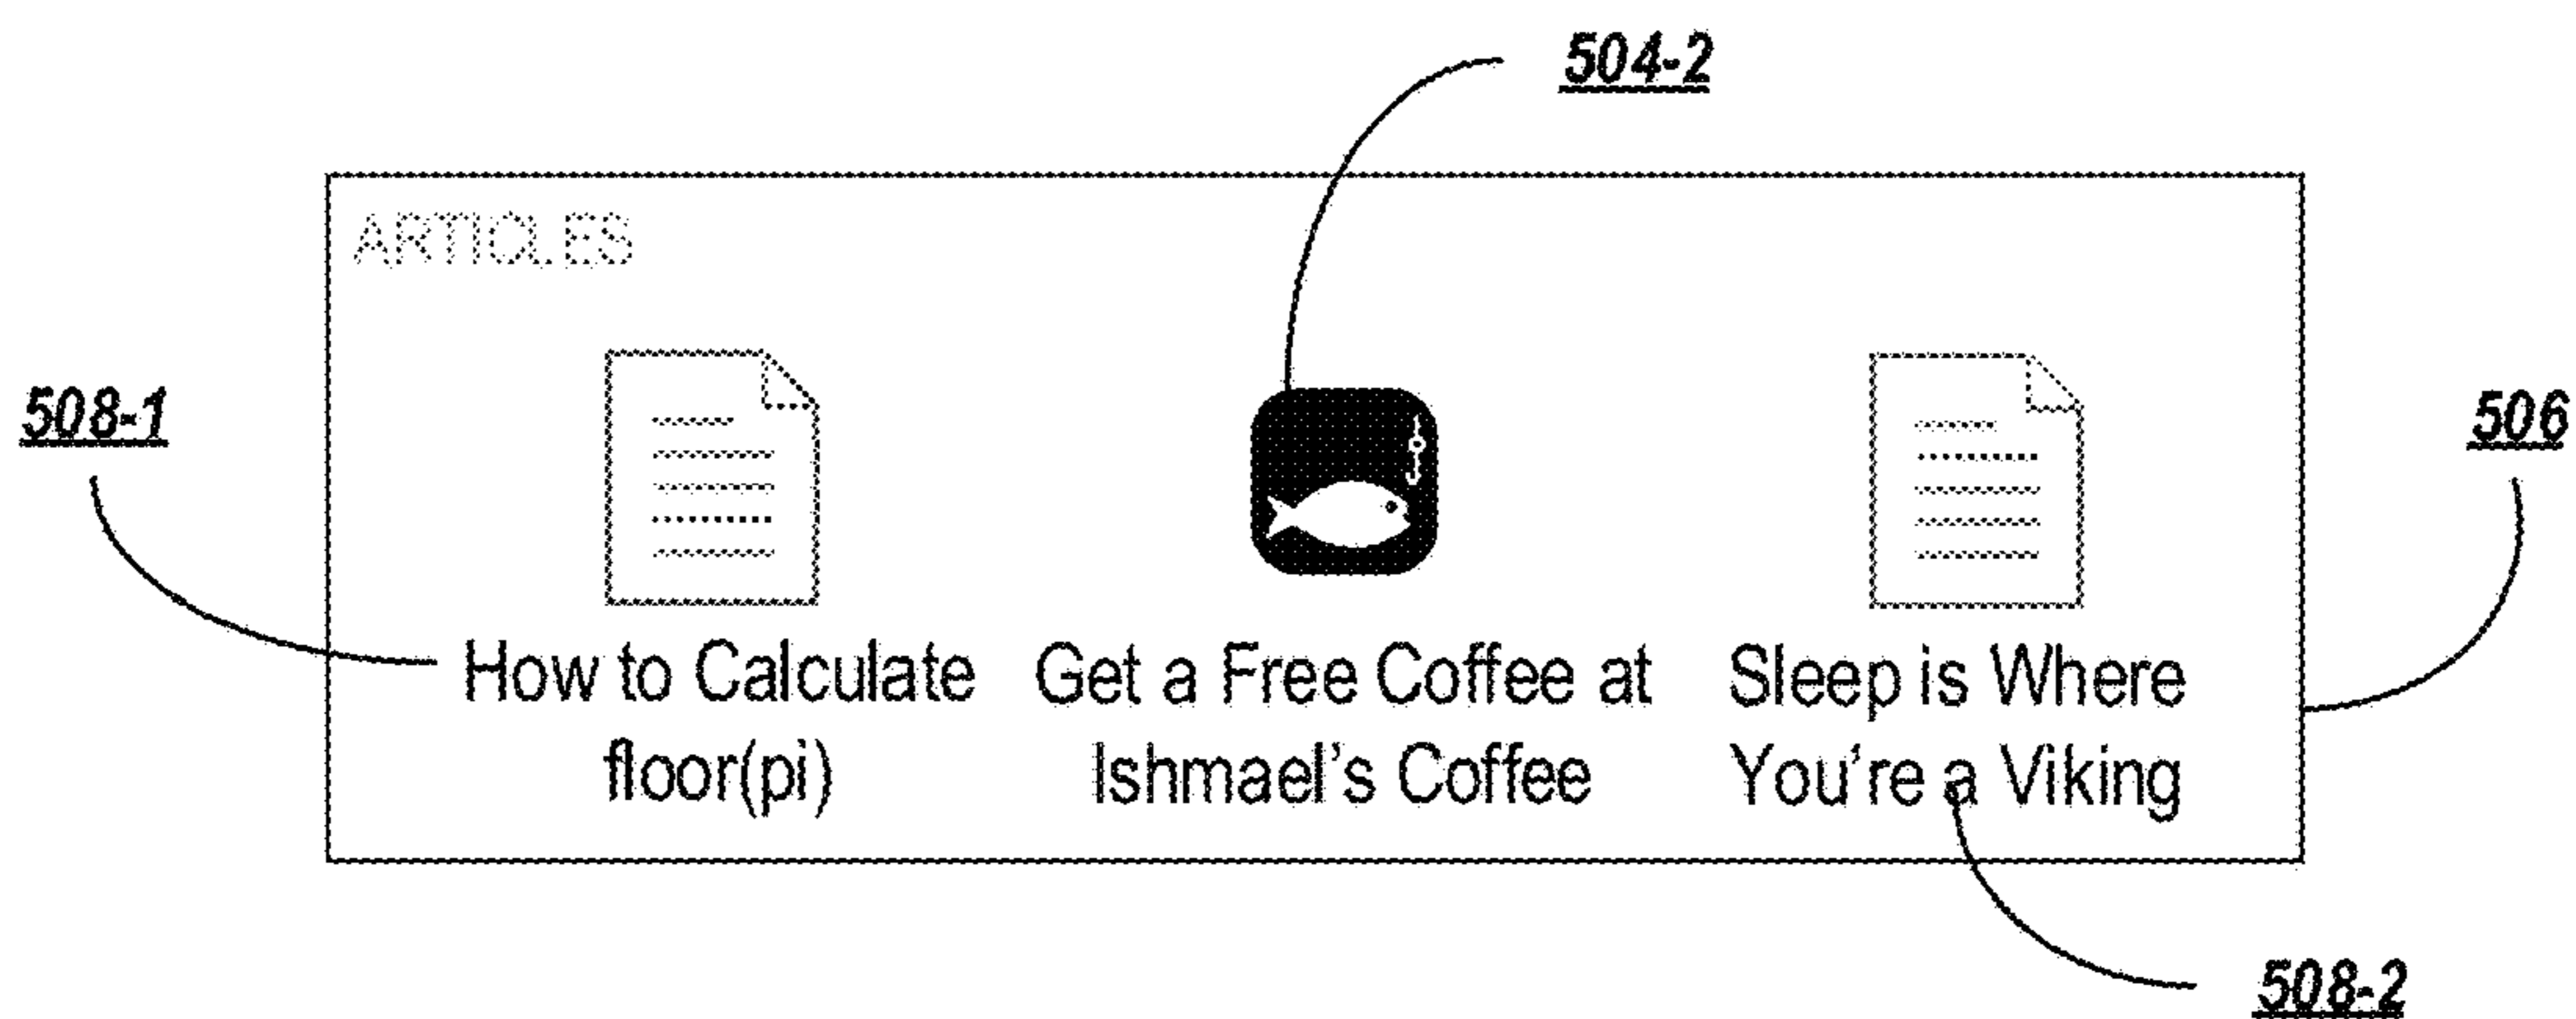 504-2
ARTICLES
508-1
506
How to Calculate
floor(pi)
Get a Free Coffee at
Ishmael's Coffee
Sleep is Where
You're a Viking
508-2